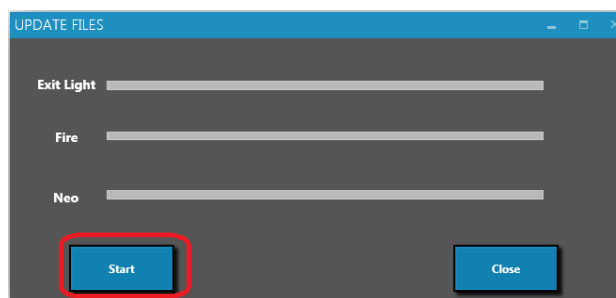 UPDATE FILES
Exit Light
Fire
Neo
Start
Close